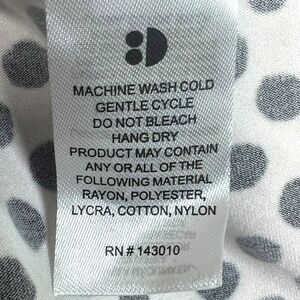 MACHINE WASH COLD
GENTLE CYCLE
DO NOT BLEACH
HANG DRY
PRODUCT MAY CONTAIN
ANY OR ALL OF THE
FOLLOWING MATERIAL
RAYON, POLYESTER,
LYCRA, COTTON, NYLON
RN # 143010